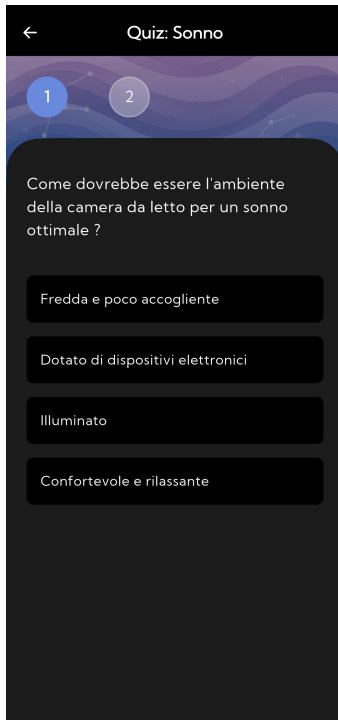 Quiz: Sonno
1
2
Come dovrebbe essere l'ambiente
della camera da letto per un sonno
ottimale ?
Fredda e poco accogliente
Dotato di dispositivi elettronici
Illuminato
Confortevole e rilassante